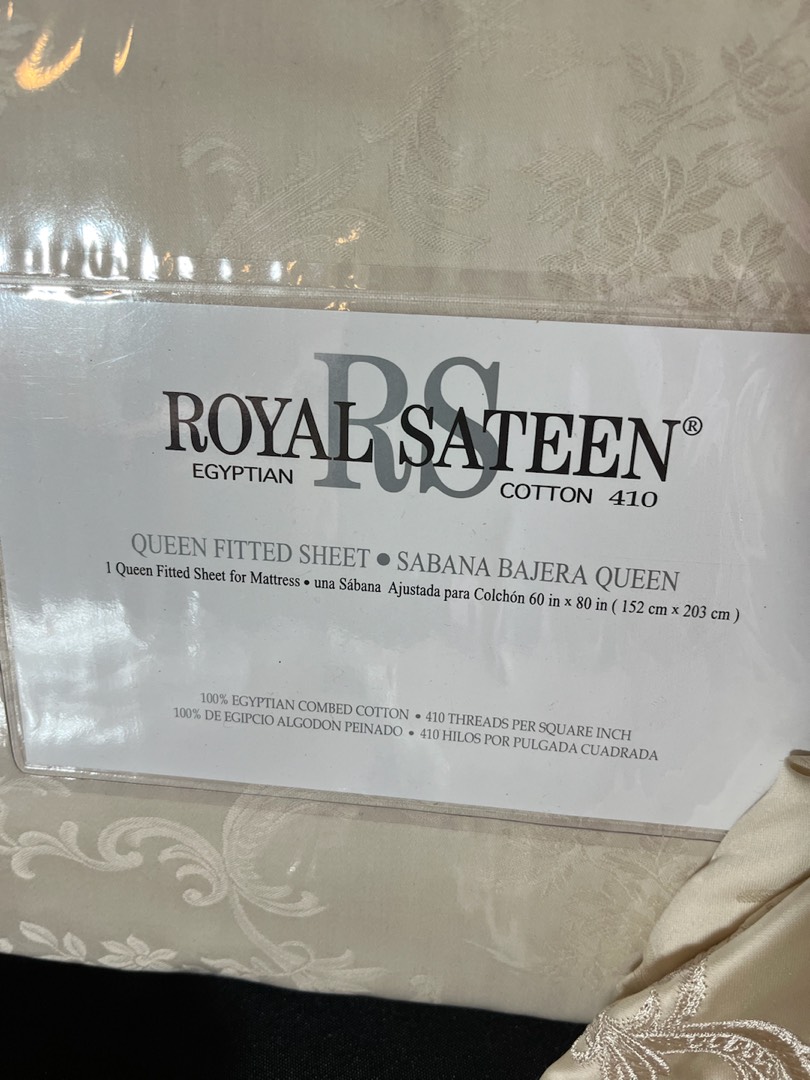 RS
ROYAL SATEEN®
EGYPTIAN COTTON 410
QUEEN FITTED SHEET ● SABANA BAJERA QUEEN
1 Queen Fitted Sheet for Mattress • una Sábana Ajustada para Colchón 60 in x 80 in ( 152 cm x 203 cm )
100% EGYPTIAN COMBED COTTON • 410 THREADS PER SQUARE INCH
100% DE EGIPCIO ALGODON PEINADO • 410 HILOS POR PULGADA CUADRADA